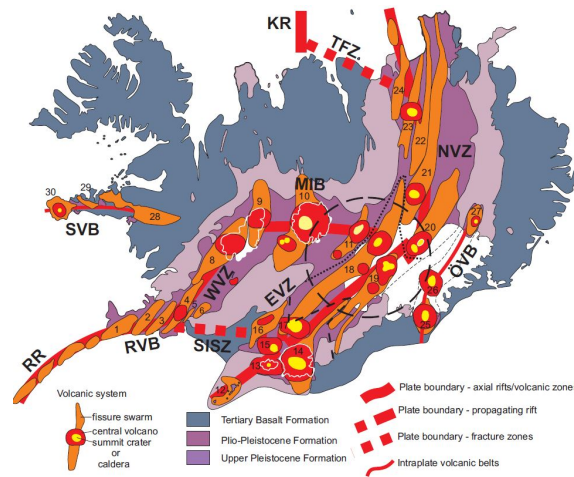 KR
TFZ.
24
23
22
NVZ
21
30
29
28
SVB
9
MIB
10
8
WVZ
11
20
27
ÖVB
18
EVZ
19
26
25
4
5
6
1
2
3
RVB
SISZ
16
17
15
14
13
12
RR
Volcanic system
fissure swarm
central volcano
summit crater
or
caldera
Tertiary Basalt Formation
Plio-Pleistocene Formation
Upper Pleistocene Formation
Plate boundary - axial rifts/volcanic zone
Plate boundary - propagating rift
Plate boundary - fracture zones
Intraplate volcanic belts